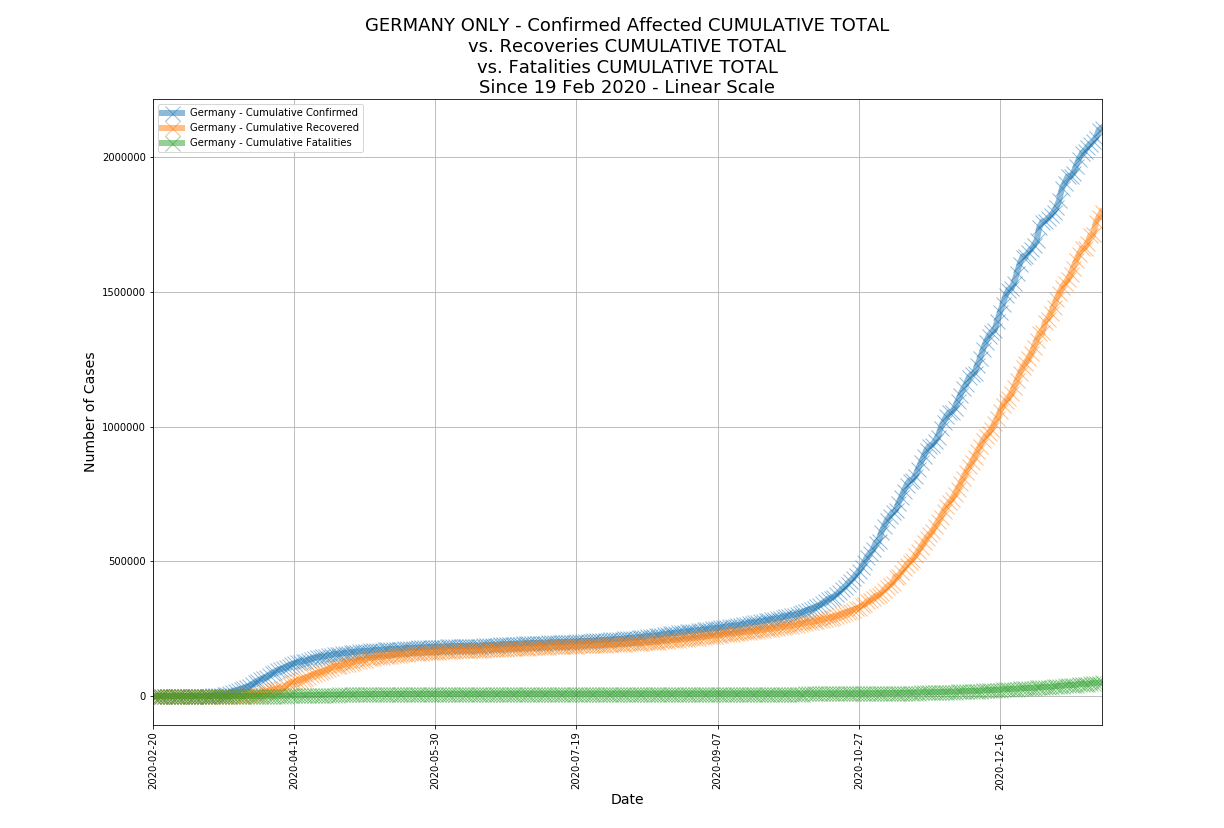 GERMANY ONLY - Confirmed Affected CUMULATIVE TOTAL
vs. Recoveries CUMULATIVE TOTAL
vs. Fatalities CUMULATIVE TOTAL
Since 19 Feb 2020 - Linear Scale
Germany - Cumulative Confirmed
Germany - Cumulative Recovered
Germany - Cumulative Fatalities
Number of Cases
2000000
1500000
1000000
500000
0
2020-02-20
2020-04-10
2020-05-30
2020-07-19
2020-09-07
2020-10-27
2020-12-16
Date